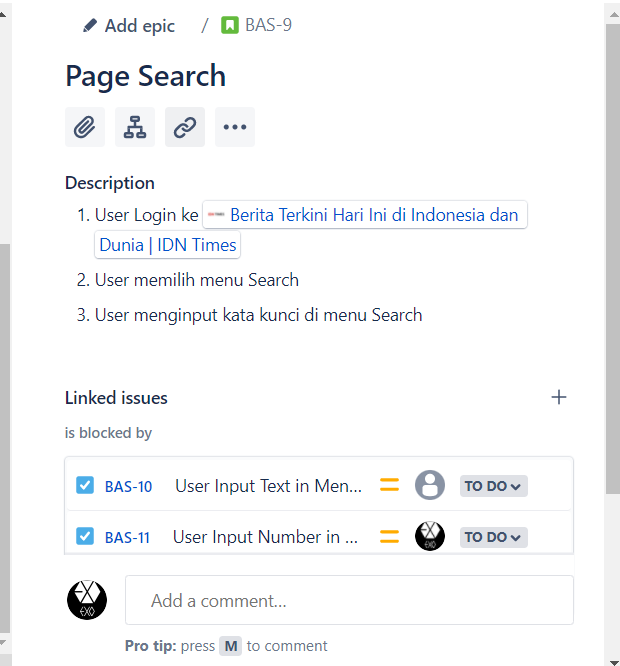 Add epic / BAS-9
Page Search
Description
1. User Login ke Berita Terkini Hari Ini di Indonesia dan
Dunia | IDN Times
2. User memilih menu Search
3. User menginput kata kunci di menu Search
Linked issues
is blocked by
BAS-10 User Input Text in Men... TO DO
BAS-11 User Input Number in ... TO DO
EXO
EXO Add a comment...
Pro tip: press M to comment